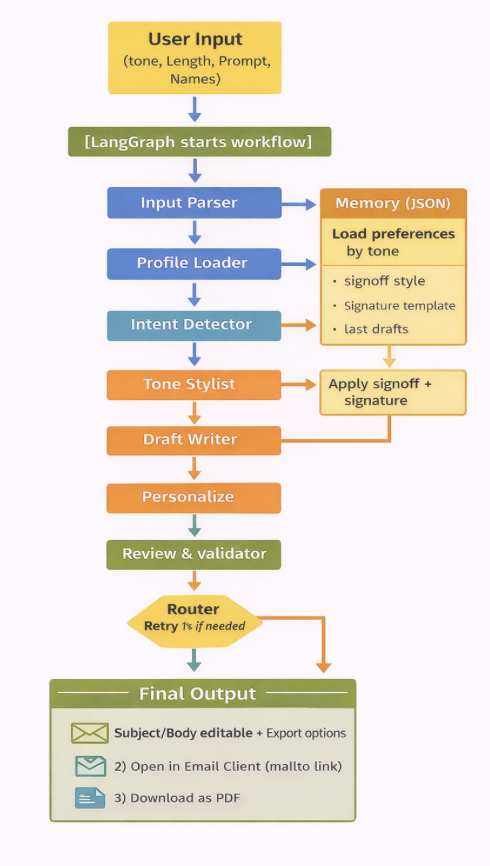 User Input
(tone, Length, Prompt,
Names)
[LangGraph starts workflow]
Input Parser
Memory (JSON)
Load preferences
by tone
Profile Loader
• signoff style
• Signature template
• last drafts
Intent Detector
Tone Stylist
Apply signoff +
signature
Draft Writer
Personalize
Review & validator
Router
Retry if needed
Final Output
Subject/Body editable + Export options
2) Open in Email Client (mailto link)
3) Download as PDF